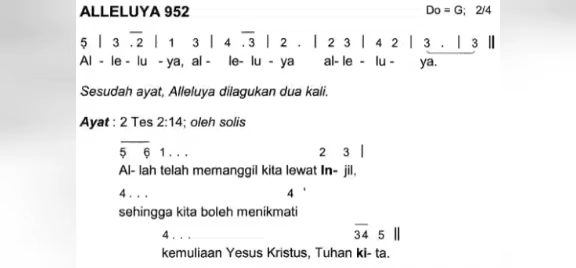 ALLELUYA 952 Do = G; 2/4
5̣ | 3 .2 | 1 3 | 4 .3 | 2 . | 2 3 | 4 2 | 3 . | 3 ||
Al - le - lu - ya, al - le- lu - ya al- le - lu - ya.
Sesudah ayat, Alleluya dilagukan dua kali.
Ayat : 2 Tes 2:14; oleh solis
5̣ 6̣ 1 . . . 2 3 |
Al- lah telah memanggil kita lewat In- jil,
4 . . . 4 '
sehingga kita boleh menikmati
4 . . . 34 5 ||
kemuliaan Yesus Kristus, Tuhan ki- ta.